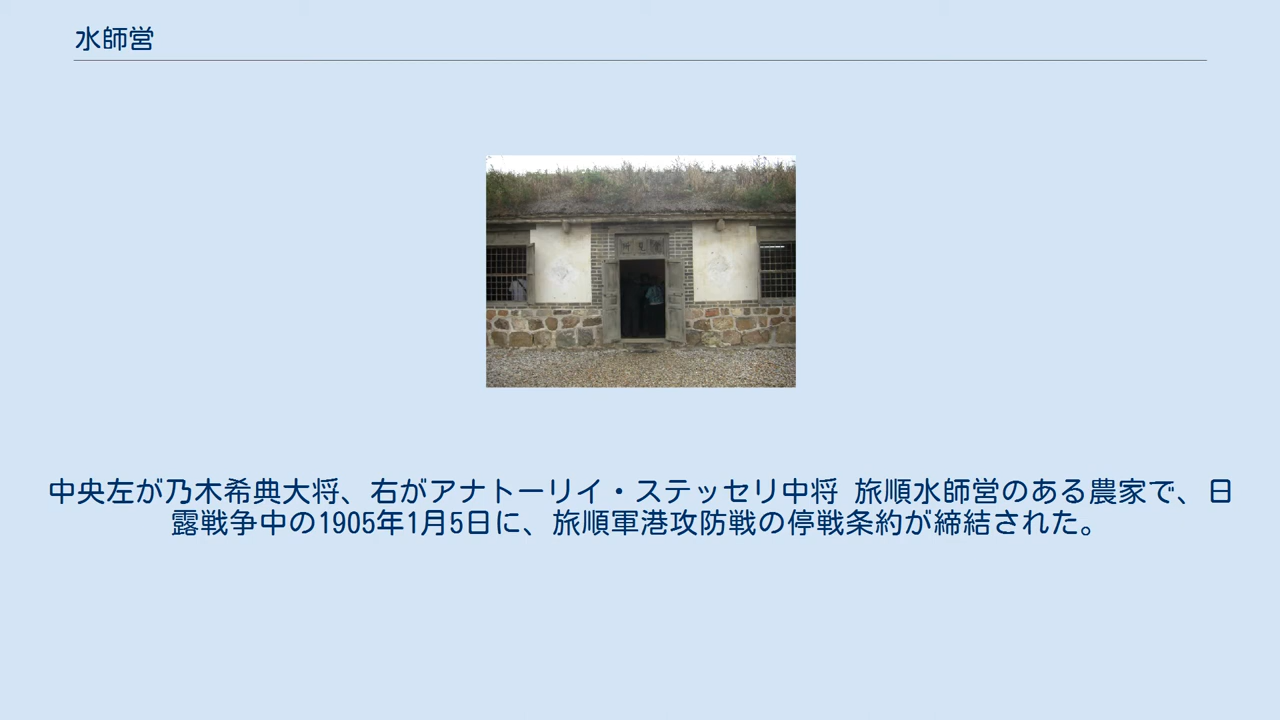 水師営
中央左が乃木希典大将、右がアナトーリイ・ステッセリ中将 旅順水師営のある農家で、日
露戦争中の1905年1月5日に、旅順軍港攻防戦の停戦条約が締結された。